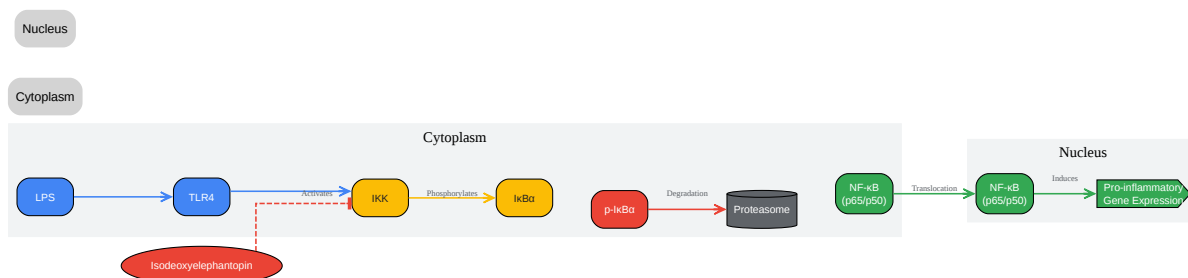 Nucleus
Cytoplasm
Cytoplasm
Nucleus
LPS
TLR4
Activates
IKK
Phosphorylates
IκBα
p-IκBα
Degradation
Proteasome
NF-κB
(p65/p50)
Translocation
NF-κB
(p65/p50)
Induces
Pro-inflammatory
Gene Expression
Isodeoxyelephantopin